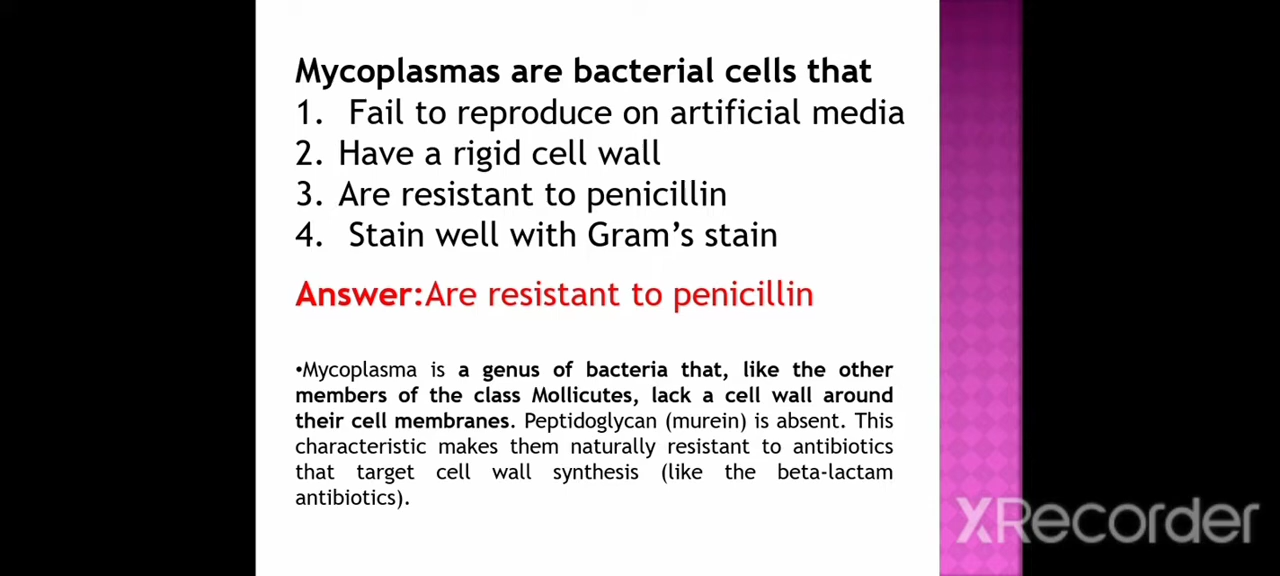 Mycoplasmas are bacterial cells that
1. Fail to reproduce on artificial media
2. Have a rigid cell wall
3. Are resistant to penicillin
4. Stain well with Gram’s stain
Answer:Are resistant to penicillin
•Mycoplasma is a genus of bacteria that, like the other
members of the class Mollicutes, lack a cell wall around
their cell membranes. Peptidoglycan (murein) is absent. This
characteristic makes them naturally resistant to antibiotics
that target cell wall synthesis (like the beta-lactam
antibiotics).
XRecorder